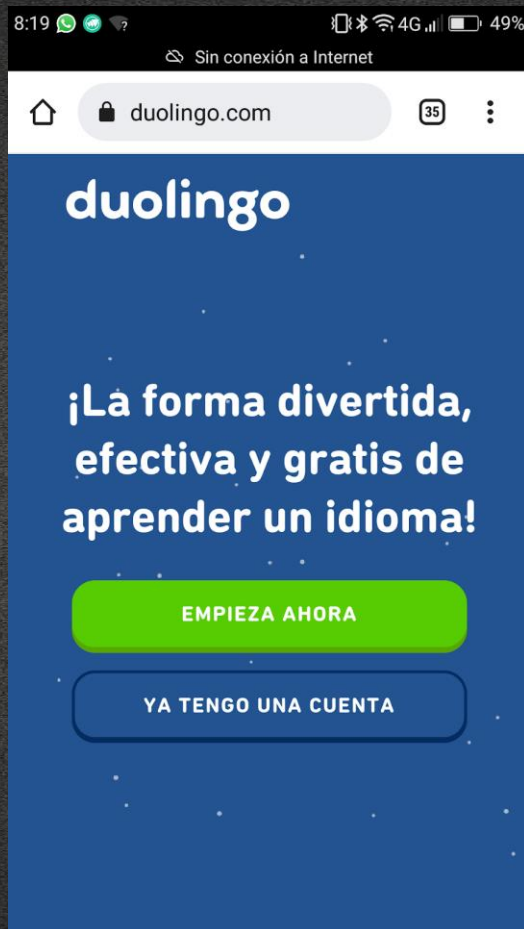 8:19 4G 49%
Sin conexión a Internet
duolingo.com 35
duolingo
¡La forma divertida,
efectiva y gratis de
aprender un idioma!
EMPIEZA AHORA
YA TENGO UNA CUENTA